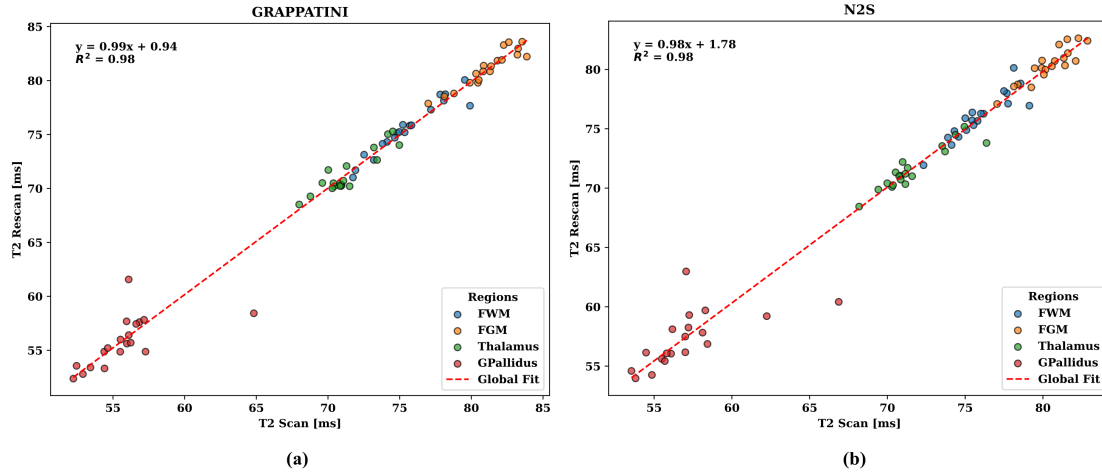 GRAPPATINI
y = 0.99x + 0.94
R² = 0.98
85
80
75
70
65
60
55
T2 Rescan [ms]
55 60 65 70 75 80 85
T2 Scan [ms]
Regions
FWM
FGM
Thalamus
GPallidus
Global Fit
(a)
N2S
y = 0.98x + 1.78
R² = 0.98
80
75
70
65
60
55
T2 Rescan [ms]
55 60 65 70 75 80
T2 Scan [ms]
Regions
FWM
FGM
Thalamus
GPallidus
Global Fit
(b)